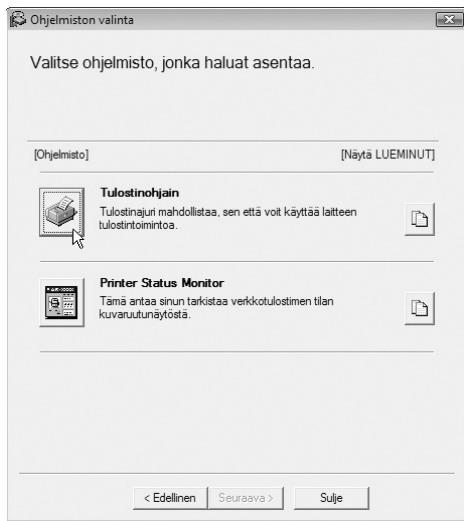 Ohjelmiston valinta
Valitse ohjelmisto, jonka haluat asentaa.
[Ohjelmisto] [Näytä LUEMINUT]
Tulostinohjain
Tulostinajuri mahdollistaa, sen että voit käyttää laitteen
tulostintoimintoa.
Printer Status Monitor
Tämä antaa sinun tarkistaa verkkotulostimen tilan
kuvaruutunäytöstä.
< Edellinen Seuraava > Sulje